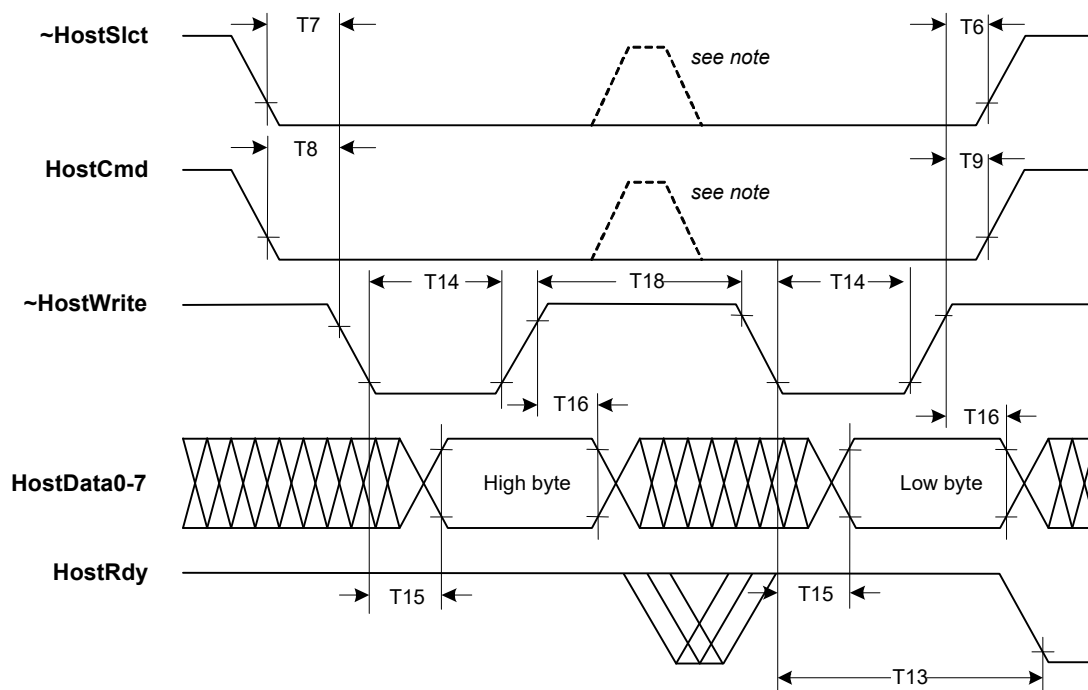 T7
T6
~HostSlct
see note
T8
T9
HostCmd
see note
T14
T18
T14
~HostWrite
T16
T16
HostData0-7
High byte
Low byte
HostRdy
T15
T15
T13